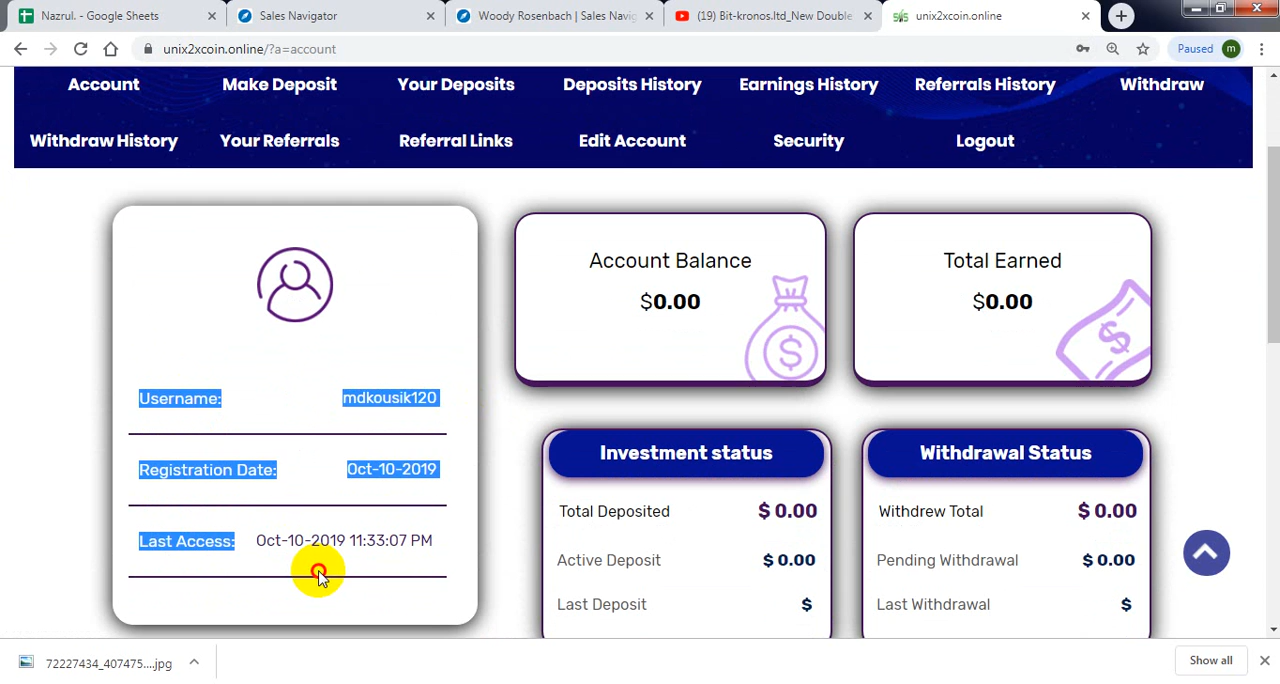 Nazrul. - Google Sheets
Sales Navigator
Woody Rosenbach | Sales Navig
(19) Bit-kronos.ltd_New Double
unix2xcoin.online
unix2xcoin.online/?a=account
Paused
m
Account
Make Deposit
Your Deposits
Deposits History
Earnings History
Referrals History
Withdraw
Withdraw History
Your Referrals
Referral Links
Edit Account
Security
Logout
Username: mdkousik120
Registration Date: Oct-10-2019
Last Access: Oct-10-2019 11:33:07 PM
Account Balance
$0.00
Total Earned
$0.00
Investment status
Total Deposited $ 0.00
Active Deposit $ 0.00
Last Deposit $
Withdrawal Status
Withdrew Total $ 0.00
Pending Withdrawal $ 0.00
Last Withdrawal $
72227434_407475....jpg
Show all